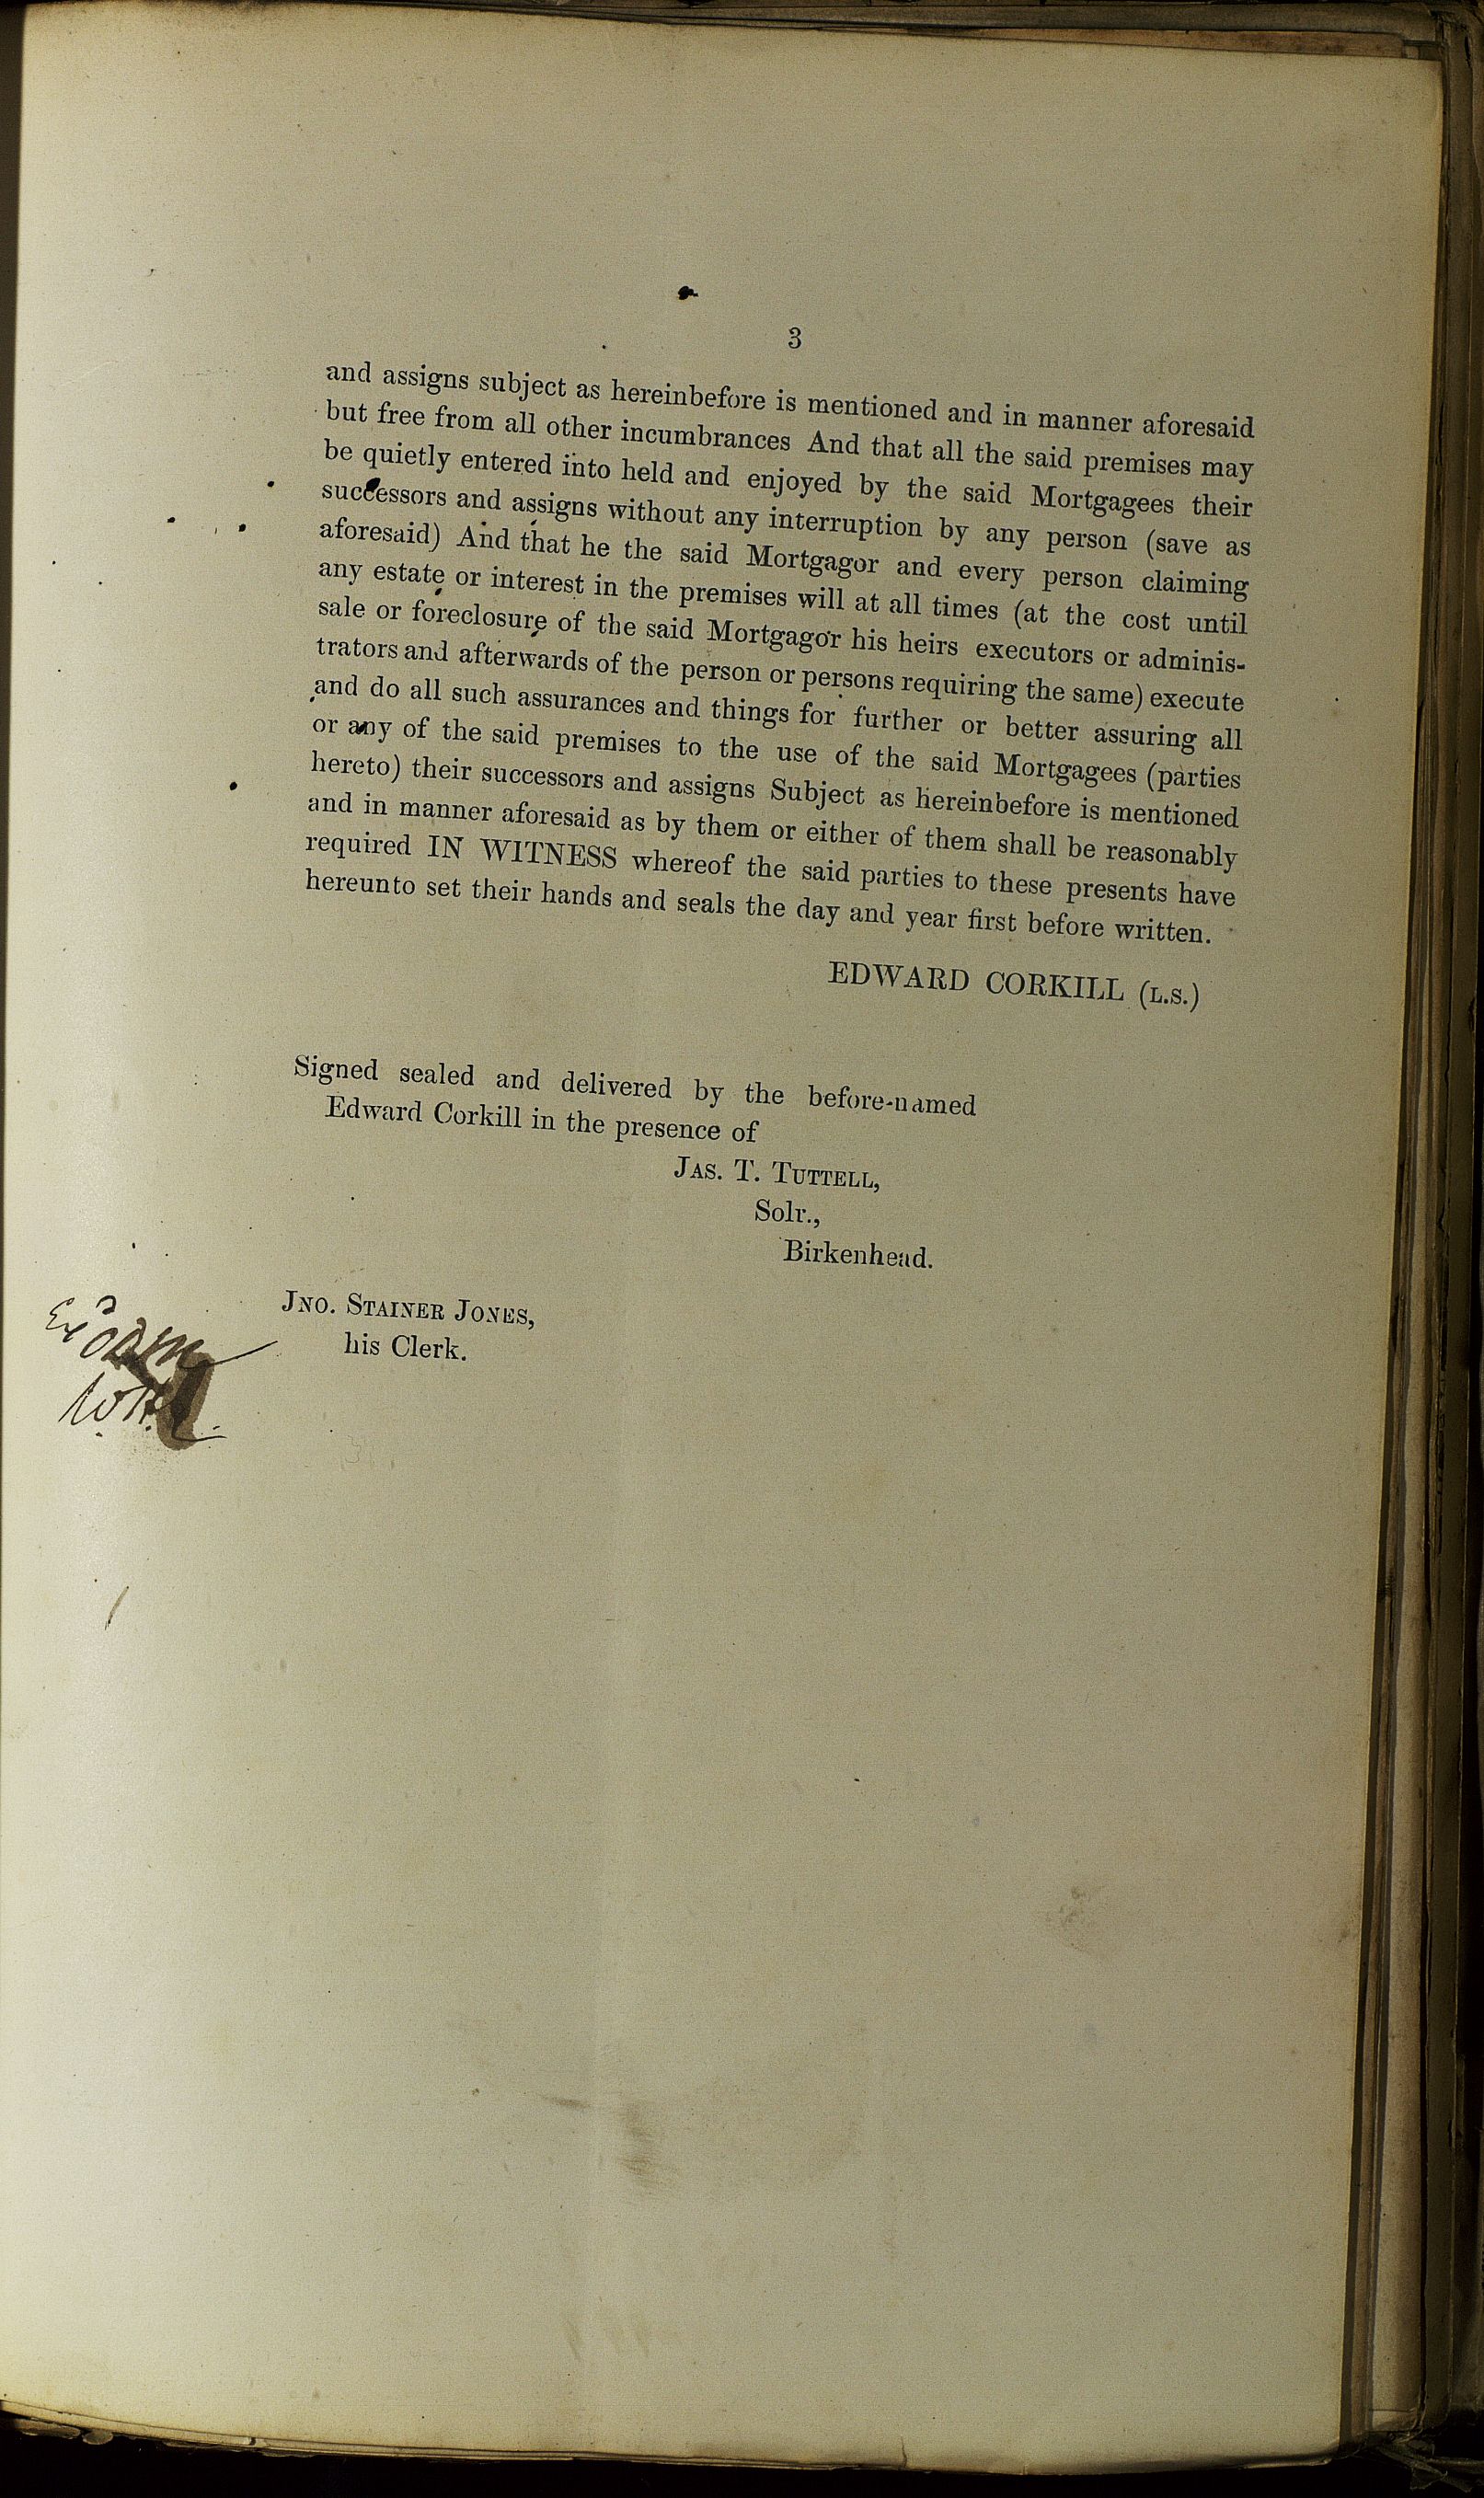 3
and assigns subject as hereinbefore is mentioned and in manner aforesaid
but free from all other incumbrances And that all the said premises may
be quietly entered into held and enjoyed by the said Mortgagees their
successors and assigns without any interruption by any person (save as
aforesaid) And that he the said Mortgagor and every person claiming
any estate or interest in the premises will at all times (at the cost until
sale or foreclosure of the said Mortgagor his heirs executors or adminis-
trators and afterwards of the person or persons requiring the same) execute
and do all such assurances and things for further or better assuring all
or any of the said premises to the use of the said Mortgagees (parties
hereto) their successors and assigns Subject as hereinbefore is mentioned
and in manner aforesaid as by them or either of them shall be reasonably
required IN WITNESS whereof the said parties to these presents have
hereunto set their hands and seals the day and year first before written.
EDWARD CORKILL (L.S.)
Signed sealed and delivered by the before-named
Edward Corkill in the presence of
JAS. T. TUTTELL,
Solr.,
Birkenhead.
JNO. STAINER JONES,
his Clerk.